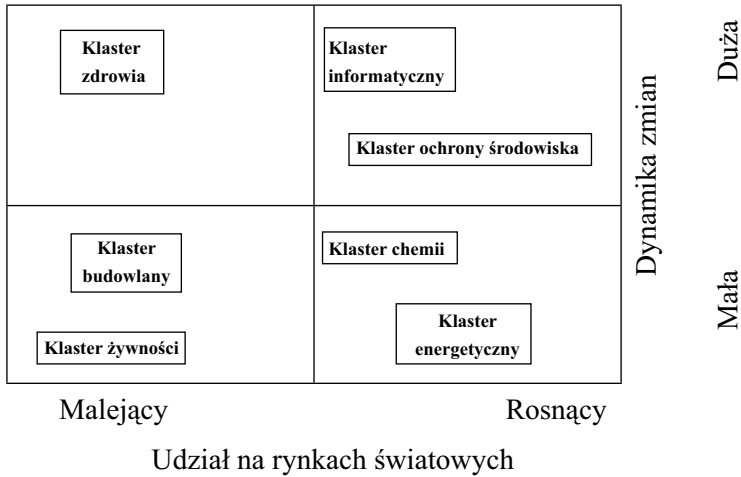 Klaster
zdrowia
Klaster
informatyczny
Klaster ochrony środowiska
Klaster
budowlany
Klaster żywności
Klaster chemii
Klaster
energetyczny
Dynamika zmian
Duża
Mała
Malejący
Rosnący
Udział na rynkach światowych